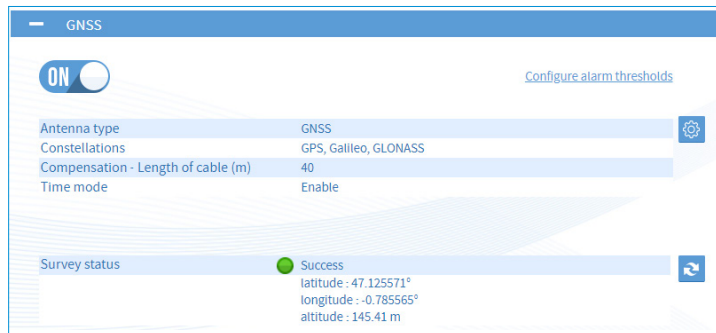 GNSS
ON
Configure alarm thresholds
Antenna type GNSS
Constellations GPS, Galileo, GLONASS
Compensation - Length of cable (m) 40
Time mode Enable
Survey status Success
latitude : 47.125571°
longitude : -0.785565°
altitude : 145.41 m